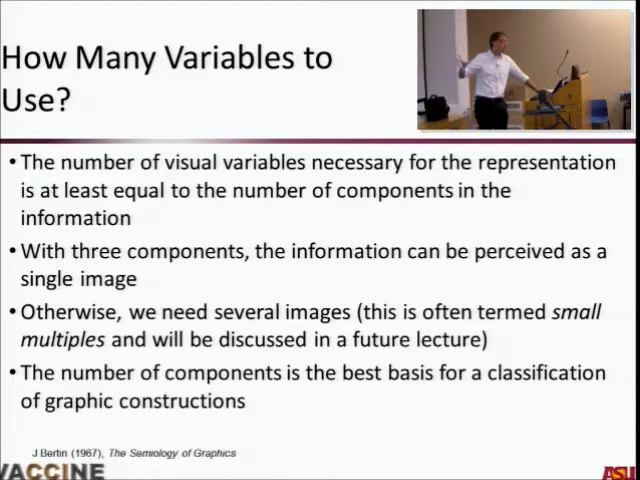 How Many Variables to
Use?
• The number of visual variables necessary for the representation
is at least equal to the number of components in the
information
• With three components, the information can be perceived as a
single image
• Otherwise, we need several images (this is often termed small
multiples and will be discussed in a future lecture)
• The number of components is the best basis for a classification
of graphic constructions
J Bertin (1967), The Semiology of Graphics
VACCINE
ASU